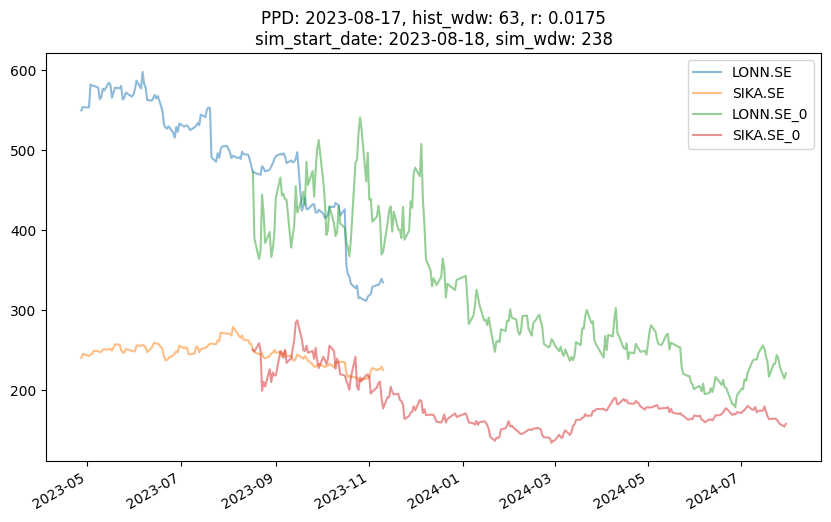 PPD: 2023-08-17, hist_wdw: 63, r: 0.0175
sim_start_date: 2023-08-18, sim_wdw: 238
LONN.SE
SIKA.SE
LONN.SE_0
SIKA.SE_0
600
500
400
300
200
2023-05
2023-07
2023-09
2023-11
2024-01
2024-03
2024-05
2024-07